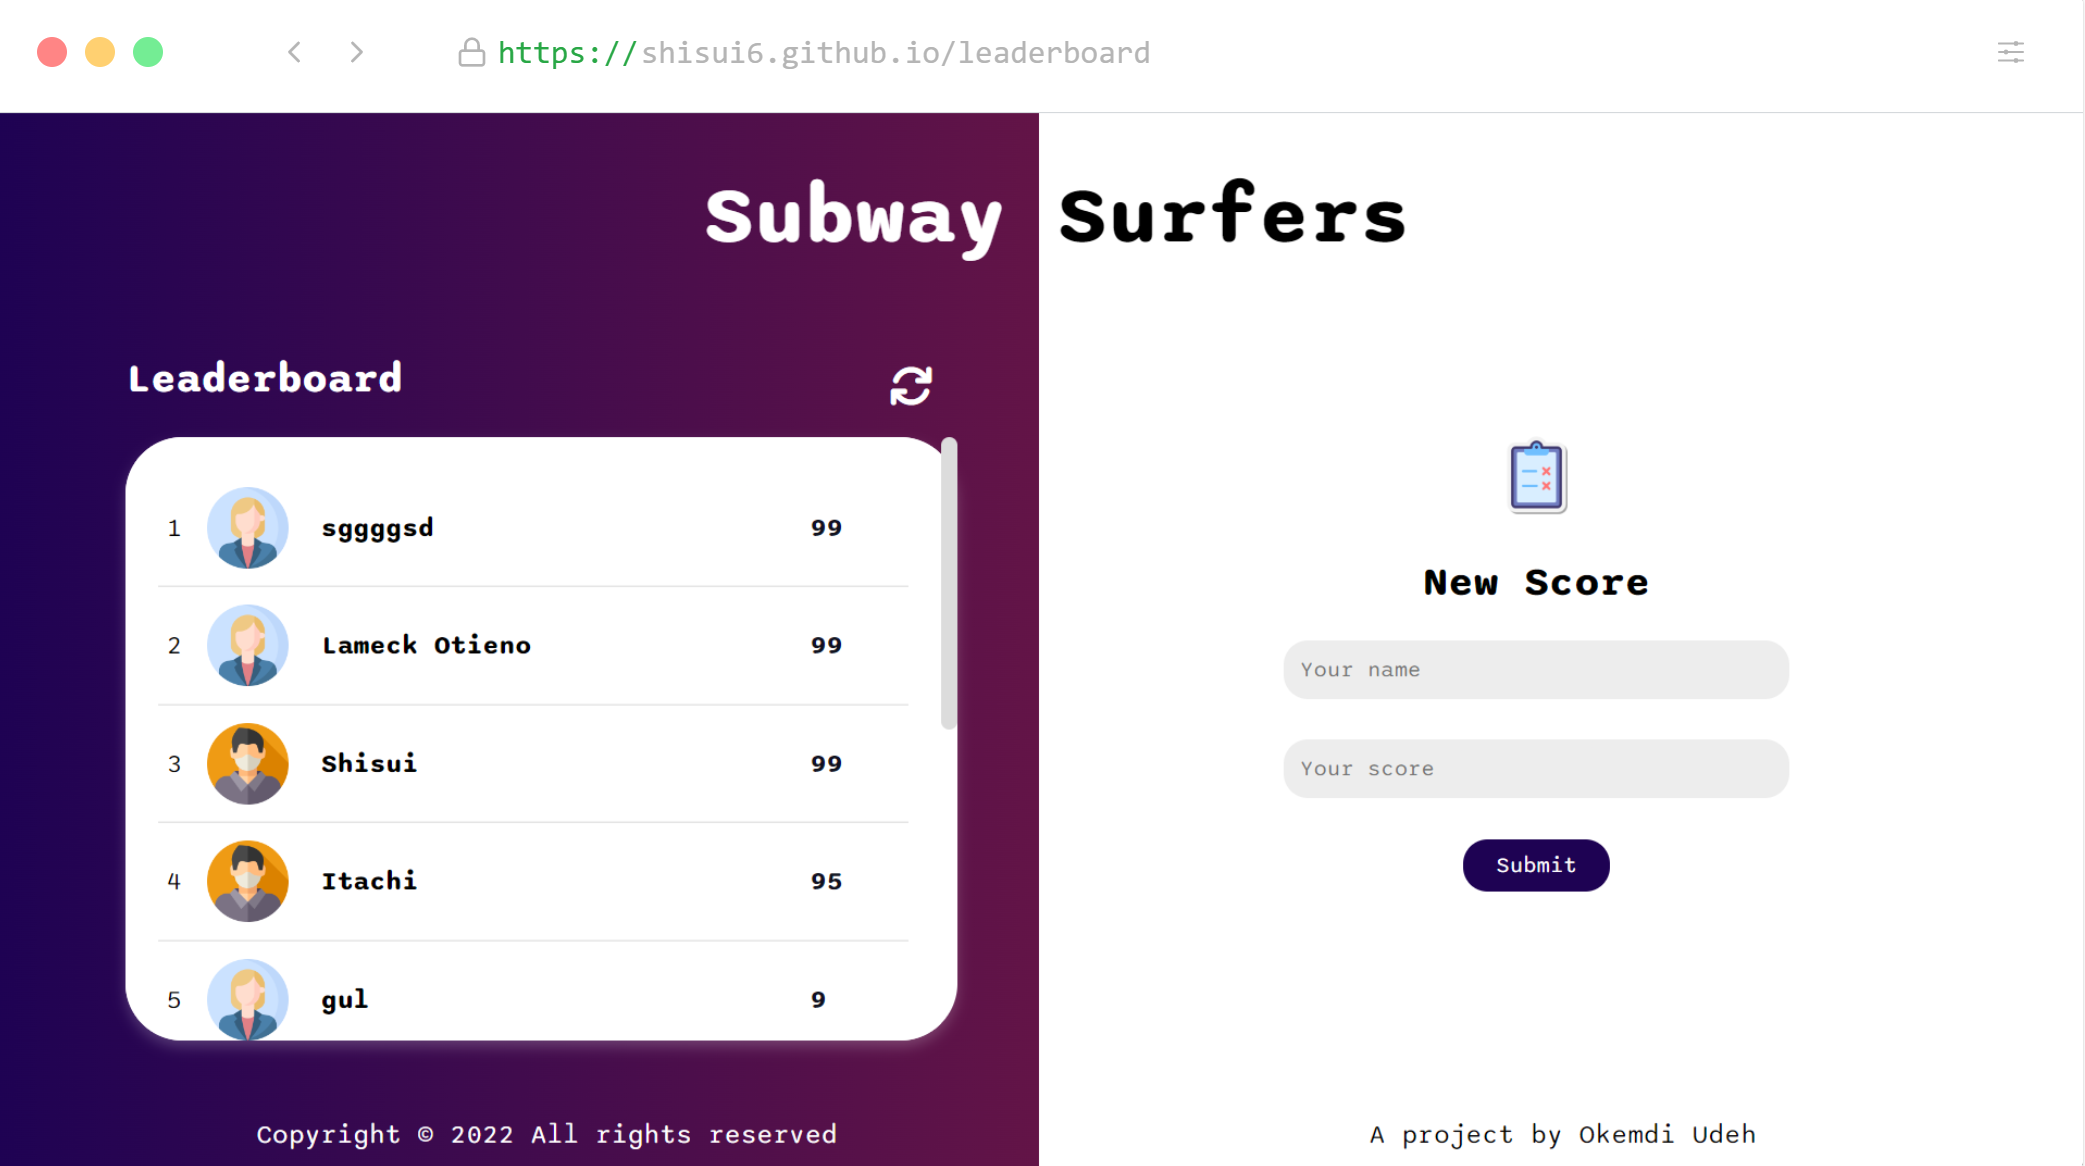 https://shisui6.github.io/leaderboard
Subway Surfers
Leaderboard
1 sggggsd 99
2 Lameck Otieno 99
3 Shisui 99
4 Itachi 95
5 gul 9
Copyright © 2022 All rights reserved
New Score
Your name
Your score
Submit
A project by Okemdi Udeh